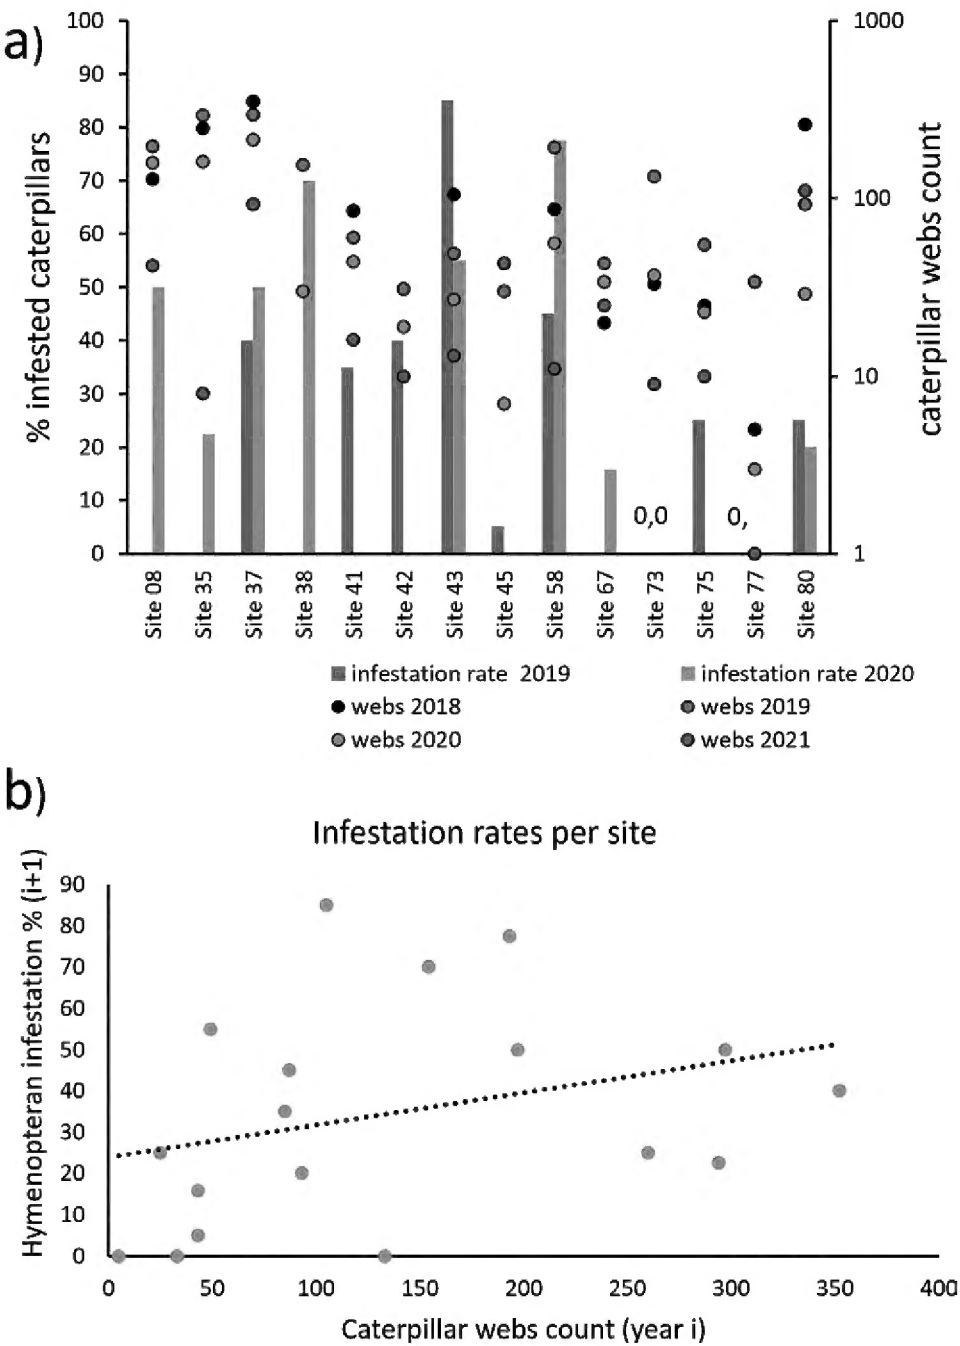 a)
% infested caterpillars
100
90
80
70
60
50
40
30
20
10
0
1000
100
10
1
caterpillar webs count
0,0
0,
Site 08
Site 35
Site 37
Site 38
Site 41
Site 42
Site 43
Site 45
Site 58
Site 67
Site 73
Site 75
Site 77
Site 80
infestation rate 2019
infestation rate 2020
webs 2018
webs 2019
webs 2020
webs 2021
b)
Infestation rates per site
Hymenopteran infestation % (i+1)
90
80
70
60
50
40
30
20
10
0
0 50 100 150 200 250 300 350 400
Caterpillar webs count (year i)